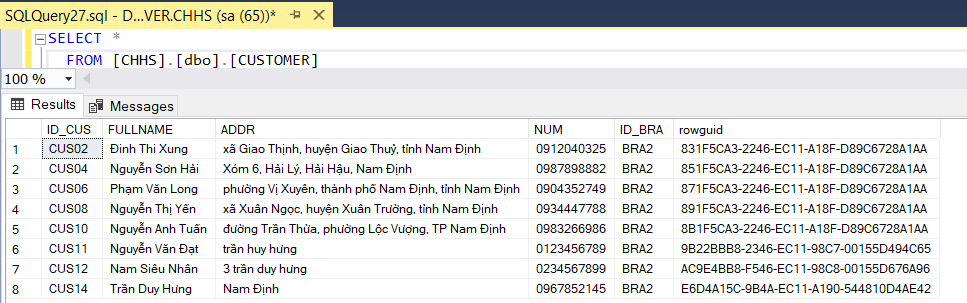 SQLQuery27.sql - D...VER.CHHS (sa (65))*
SELECT *
FROM [CHHS].[dbo].[CUSTOMER]
100 %
Results Messages
ID_CUS FULLNAME ADDR NUM ID_BRA rowguid
1 CUS02 Đinh Thi Xung xã Giao Thịnh, huyện Giao Thuỷ, tỉnh Nam Định 0912040325 BRA2 831F5CA3-2246-EC11-A18F-D89C6728A1AA
2 CUS04 Nguyễn Sơn Hải Xóm 6, Hải Lý, Hải Hậu, Nam Định 0987898882 BRA2 851F5CA3-2246-EC11-A18F-D89C6728A1AA
3 CUS06 Phạm Văn Long phường Vị Xuyên, thành phố Nam Định, tỉnh Nam Định 0904352749 BRA2 871F5CA3-2246-EC11-A18F-D89C6728A1AA
4 CUS08 Nguyễn Thị Yến xã Xuân Ngọc, huyện Xuân Trường, tỉnh Nam Định 0934447788 BRA2 891F5CA3-2246-EC11-A18F-D89C6728A1AA
5 CUS10 Nguyễn Anh Tuấn đường Trần Thừa, phường Lộc Vượng, TP Nam Định 0983266986 BRA2 8B1F5CA3-2246-EC11-A18F-D89C6728A1AA
6 CUS11 Nguyễn Văn Đạt trần huy hưng 0123456789 BRA2 9B22BBB8-2346-EC11-98C7-00155D494C65
7 CUS12 Nam Siêu Nhân 3 trần duy hưng 0234567899 BRA2 AC9E4BB8-F546-EC11-98C8-00155D676A96
8 CUS14 Trần Duy Hưng Nam Định 0967852145 BRA2 E6D4A15C-9B4A-EC11-A190-544810D4AE42